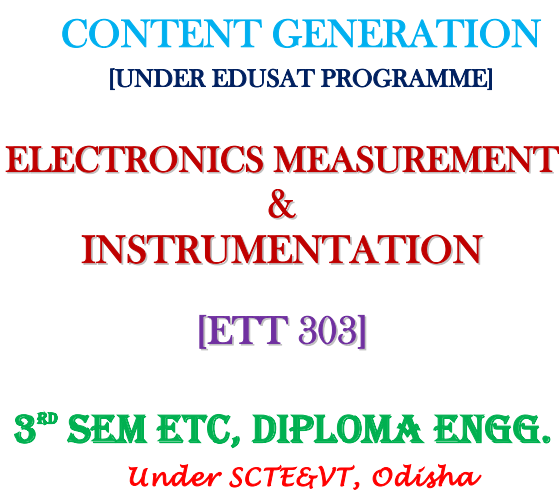 CONTENT GENERATION
[UNDER EDUSAT PROGRAMME]
ELECTRONICS MEASUREMENT
&
INSTRUMENTATION
[ETT 303]
3RD SEM ETC, DIPLOMA ENGG.
Under SCTE&VT, Odisha